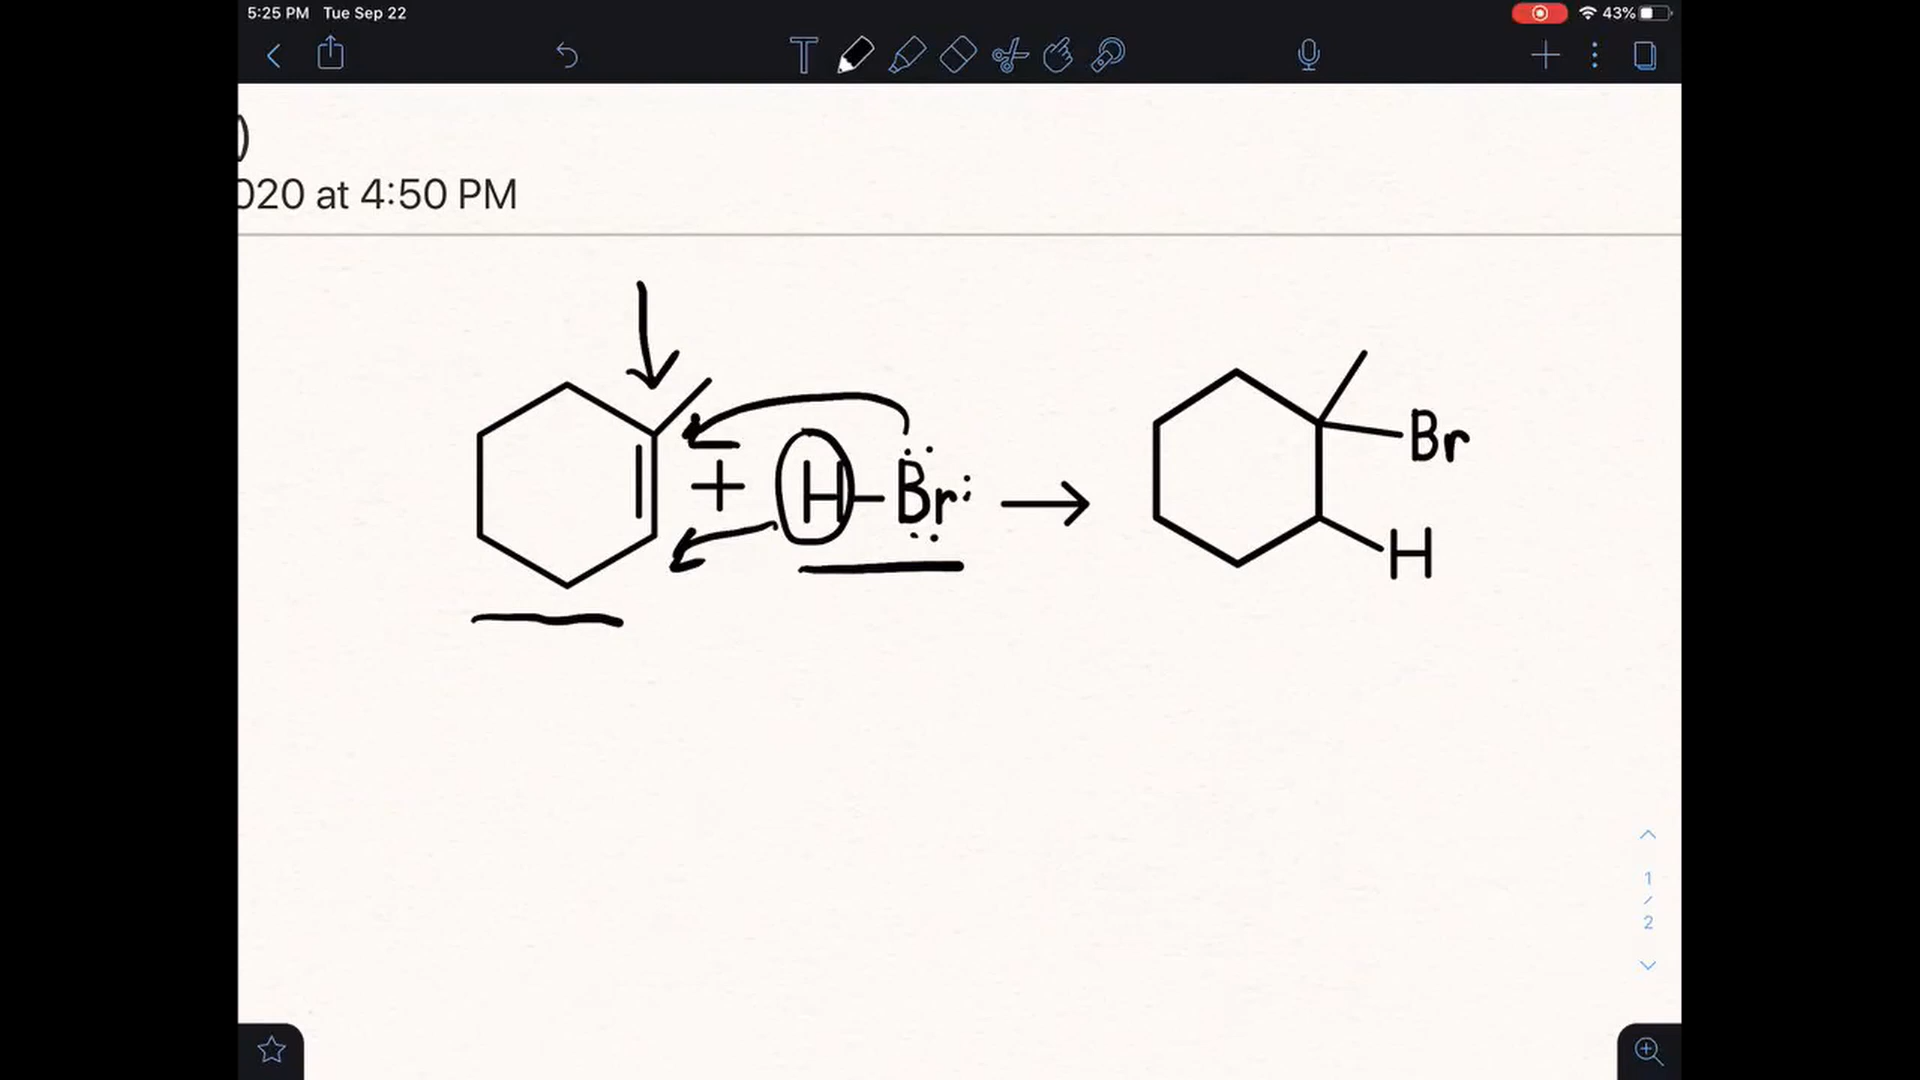 5:25 PM Tue Sep 22
43%
T
)
020 at 4:50 PM
+ H-Br: → Br
H
1
/
2